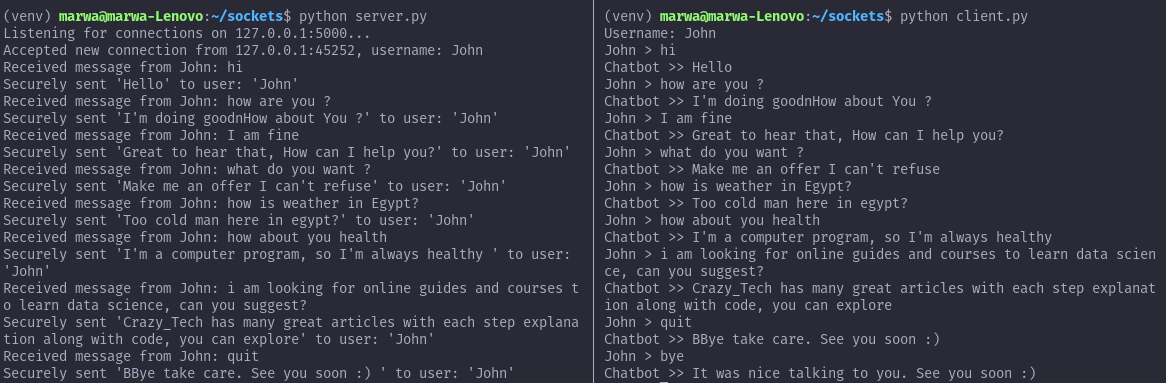 (venv) marwa@marwa-Lenovo:~/sockets$ python server.py
Listening for connections on 127.0.0.1:5000...
Accepted new connection from 127.0.0.1:45252, username: John
Received message from John: hi
Securely sent 'Hello' to user: 'John'
Received message from John: how are you ?
Securely sent 'I'm doing goodnHow about You ?' to user: 'John'
Received message from John: I am fine
Securely sent 'Great to hear that, How can I help you?' to user: 'John'
Received message from John: what do you want ?
Securely sent 'Make me an offer I can't refuse' to user: 'John'
Received message from John: how is weather in Egypt?
Securely sent 'Too cold man here in egypt?' to user: 'John'
Received message from John: how about you health
Securely sent 'I'm a computer program, so I'm always healthy ' to user:
'John'
Received message from John: i am looking for online guides and courses t
o learn data science, can you suggest?
Securely sent 'Crazy_Tech has many great articles with each step explana
tion along with code, you can explore' to user: 'John'
Received message from John: quit
Securely sent 'BBye take care. See you soon :) ' to user: 'John'
(venv) marwa@marwa-Lenovo:~/sockets$ python client.py
Username: John
John > hi
Chatbot >> Hello
John > how are you ?
Chatbot >> I'm doing goodnHow about You ?
John > I am fine
Chatbot >> Great to hear that, How can I help you?
John > what do you want ?
Chatbot >> Make me an offer I can't refuse
John > how is weather in Egypt?
Chatbot >> Too cold man here in egypt?
John > how about you health
Chatbot >> I'm a computer program, so I'm always healthy
John > i am looking for online guides and courses to learn data scien
ce, can you suggest?
Chatbot >> Crazy_Tech has many great articles with each step explanat
ion along with code, you can explore
John > quit
Chatbot >> BBye take care. See you soon :)
John > bye
Chatbot >> It was nice talking to you. See you soon :)